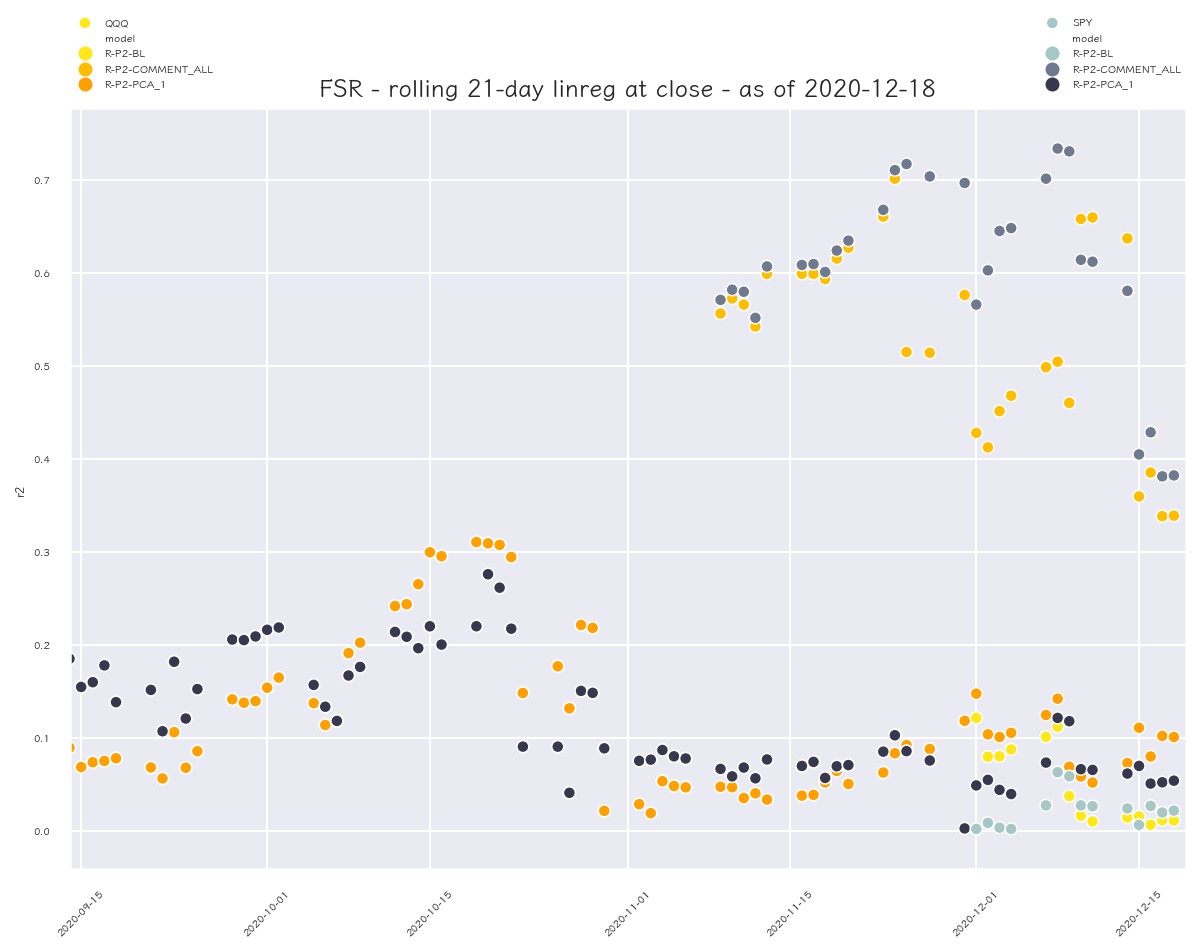 QQQ
model
R-P2-BL
R-P2-COMMENT_ALL
R-P2-PCA_1
SPY
model
R-P2-BL
R-P2-COMMENT_ALL
R-P2-PCA_1
FSR - rolling 21-day linreg at close - as of 2020-12-18
0.7
0.6
0.5
0.4
0.3
0.2
0.1
0.0
r2
2020-09-15
2020-10-01
2020-10-15
2020-11-01
2020-11-15
2020-12-01
2020-12-15